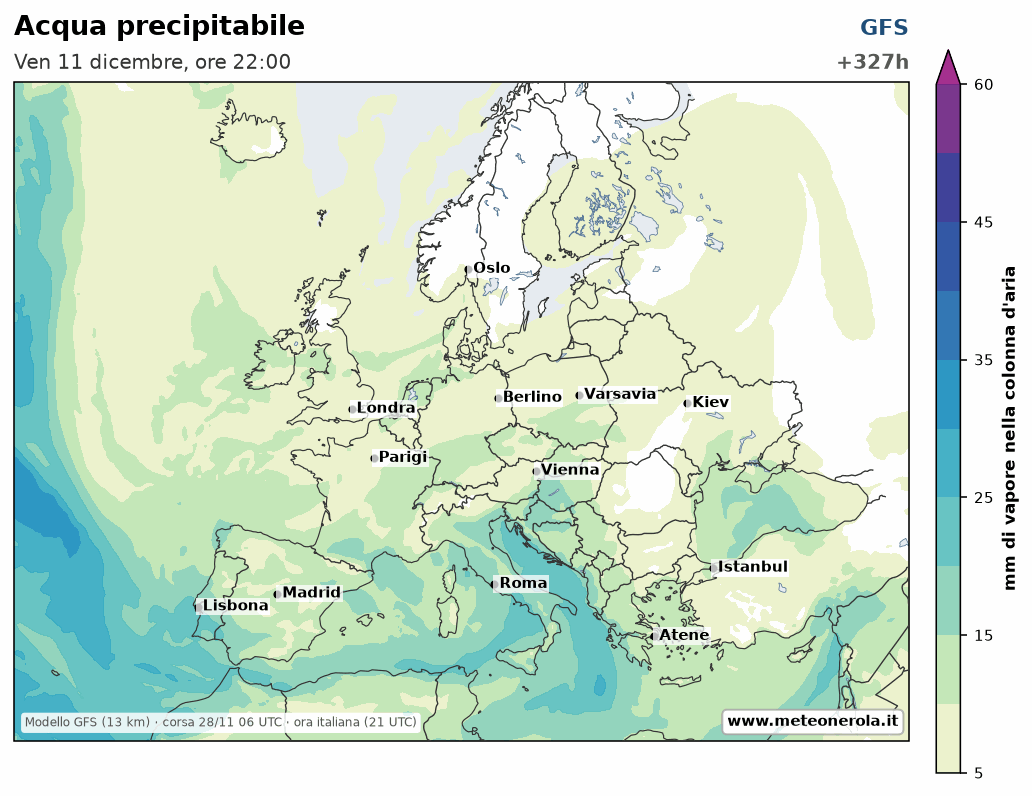 Acqua precipitabile
GFS
Ven 11 dicembre, ore 22:00
+327h
60
45
35
25
15
5
mm di vapore nella colonna d'aria
Oslo
Berlino
Varsavia
Kiev
Londra
Parigi
Vienna
Istanbul
Roma
Madrid
Lisbona
Atene
Modello GFS (13 km) · corsa 28/11 06 UTC · ora italiana (21 UTC)
www.meteonerola.it